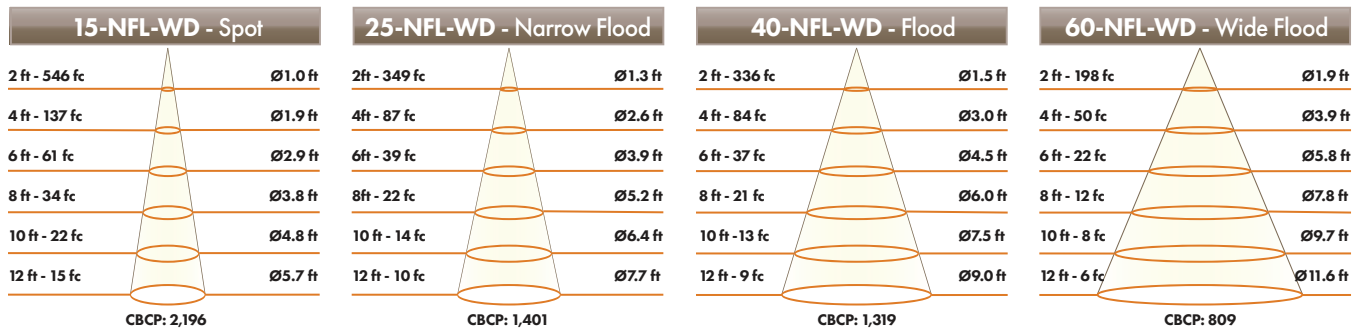 15-NFL-WD - Spot
2 ft - 546 fc Ø1.0 ft
4 ft - 137 fc Ø1.9 ft
6 ft - 61 fc Ø2.9 ft
8 ft - 34 fc Ø3.8 ft
10 ft - 22 fc Ø4.8 ft
12 ft - 15 fc Ø5.7 ft
CBCP: 2,196
25-NFL-WD - Narrow Flood
2ft - 349 fc Ø1.3 ft
4ft - 87 fc Ø2.6 ft
6ft - 39 fc Ø3.9 ft
8ft - 22 fc Ø5.2 ft
10 ft - 14 fc Ø6.4 ft
12 ft - 10 fc Ø7.7 ft
CBCP: 1,401
40-NFL-WD - Flood
2 ft - 336 fc Ø1.5 ft
4 ft - 84 fc Ø3.0 ft
6 ft - 37 fc Ø4.5 ft
8 ft - 21 fc Ø6.0 ft
10 ft -13 fc Ø7.5 ft
12 ft - 9 fc Ø9.0 ft
CBCP: 1,319
60-NFL-WD - Wide Flood
2 ft - 198 fc Ø1.9 ft
4 ft - 50 fc Ø3.9 ft
6 ft - 22 fc Ø5.8 ft
8 ft - 12 fc Ø7.8 ft
10 ft - 8 fc Ø9.7 ft
12 ft - 6 fc Ø11.6 ft
CBCP: 809